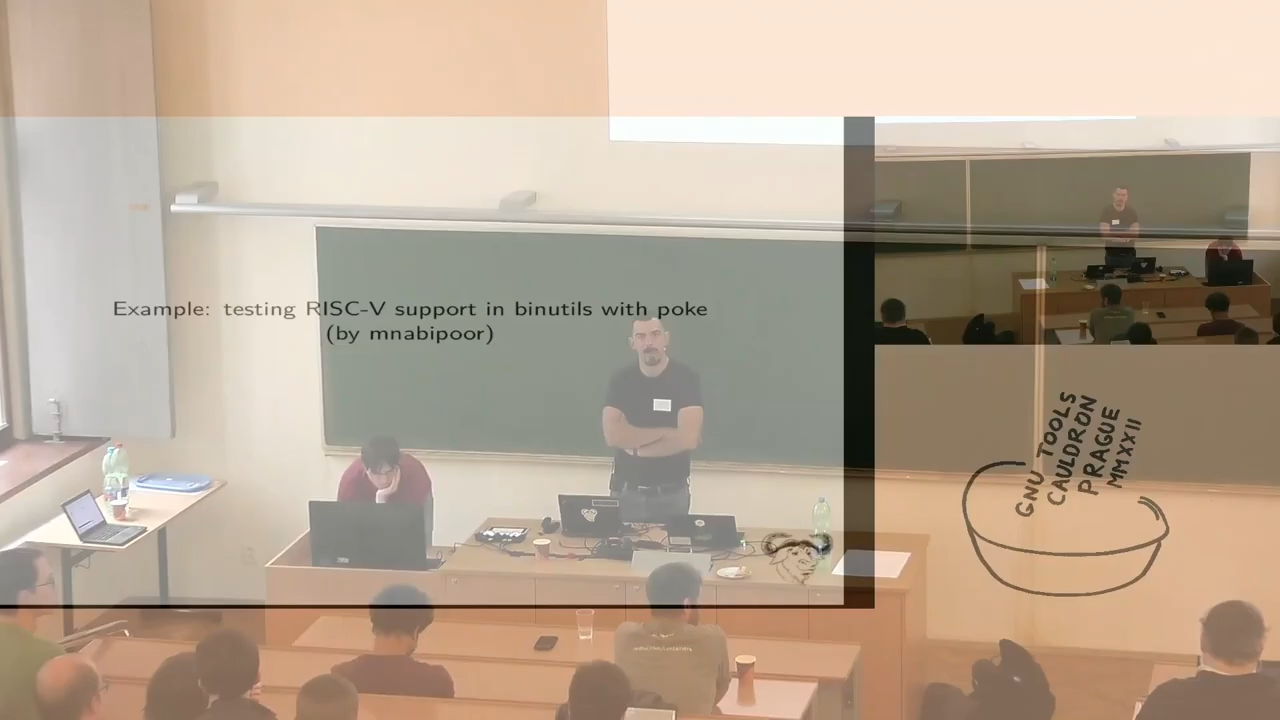 Example: testing RISC-V support in binutils with poke
(by mnabipoor)
GNU TOOLS
CAULDRON
PRAGUE
MMXXII